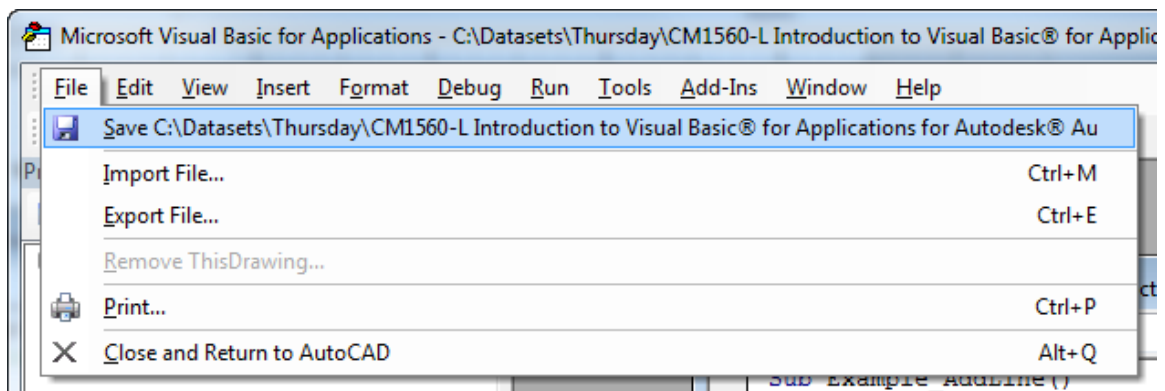 Microsoft Visual Basic for Applications - C:\Datasets\Thursday\CM1560-L Introduction to Visual Basic® for Applic
File Edit View Insert Format Debug Run Tools Add-Ins Window Help
Save C:\Datasets\Thursday\CM1560-L Introduction to Visual Basic® for Applications for Autodesk® Au
Import File... Ctrl+M
Export File... Ctrl+E
Remove ThisDrawing...
Print... Ctrl+P
Close and Return to AutoCAD Alt+Q
Sub Example_AddLine()